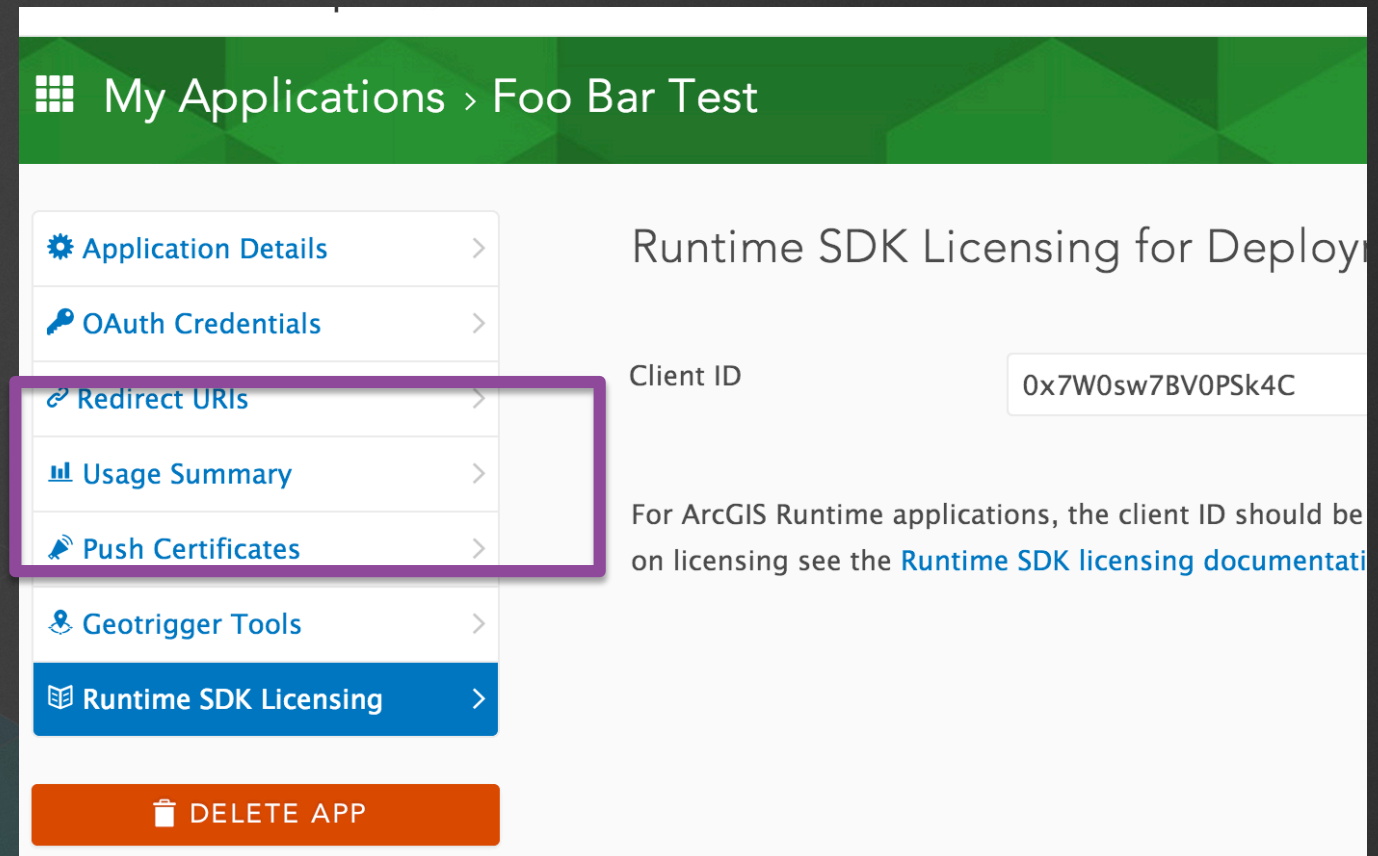 My Applications › Foo Bar Test
Application Details
OAuth Credentials
Redirect URIs
Usage Summary
Push Certificates
Geotrigger Tools
Runtime SDK Licensing
DELETE APP
Runtime SDK Licensing for Deploy
Client ID
0x7W0sw7BV0PSk4C
For ArcGIS Runtime applications, the client ID should be
on licensing see the Runtime SDK licensing documentati